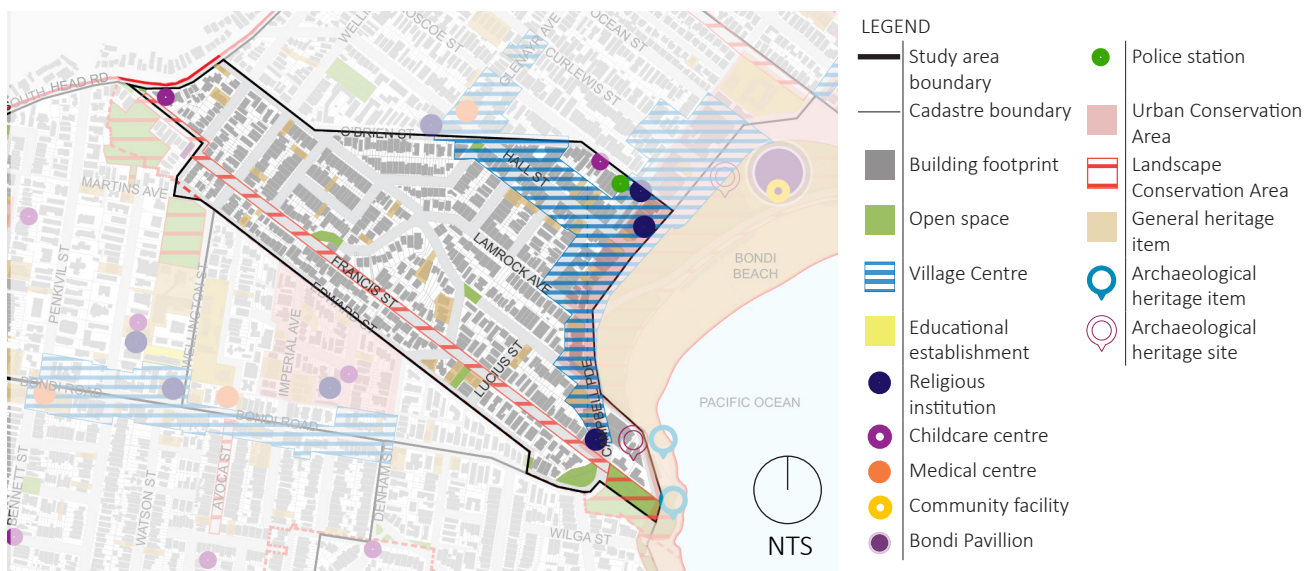 WELLI
ROSCOE ST
GLENAYR AVE
OCEAN ST
CURLEWIS ST
SOUTH HEAD RD
O'BRIEN ST
HALL ST
MARTINS AVE
PENKIVIL ST
WELLINGTON ST
IMPERIAL AVE
FRANCIS ST
EDWARD ST
LAMROCK AVE
LUCIUS ST
CAMPBELL PDE
BONDI
BEACH
PACIFIC OCEAN
BONDI ROAD
BONDI ROAD
BENNETT ST
WATSON ST
AVOCA ST
DENHAM ST
WILGA ST
NTS
LEGEND
Study area
boundary
Cadastre boundary
Building footprint
Open space
Village Centre
Educational
establishment
Religious
institution
Childcare centre
Medical centre
Community facility
Bondi Pavillion
Police station
Urban Conservation
Area
Landscape
Conservation Area
General heritage
item
Archaeological
heritage item
Archaeological
heritage site